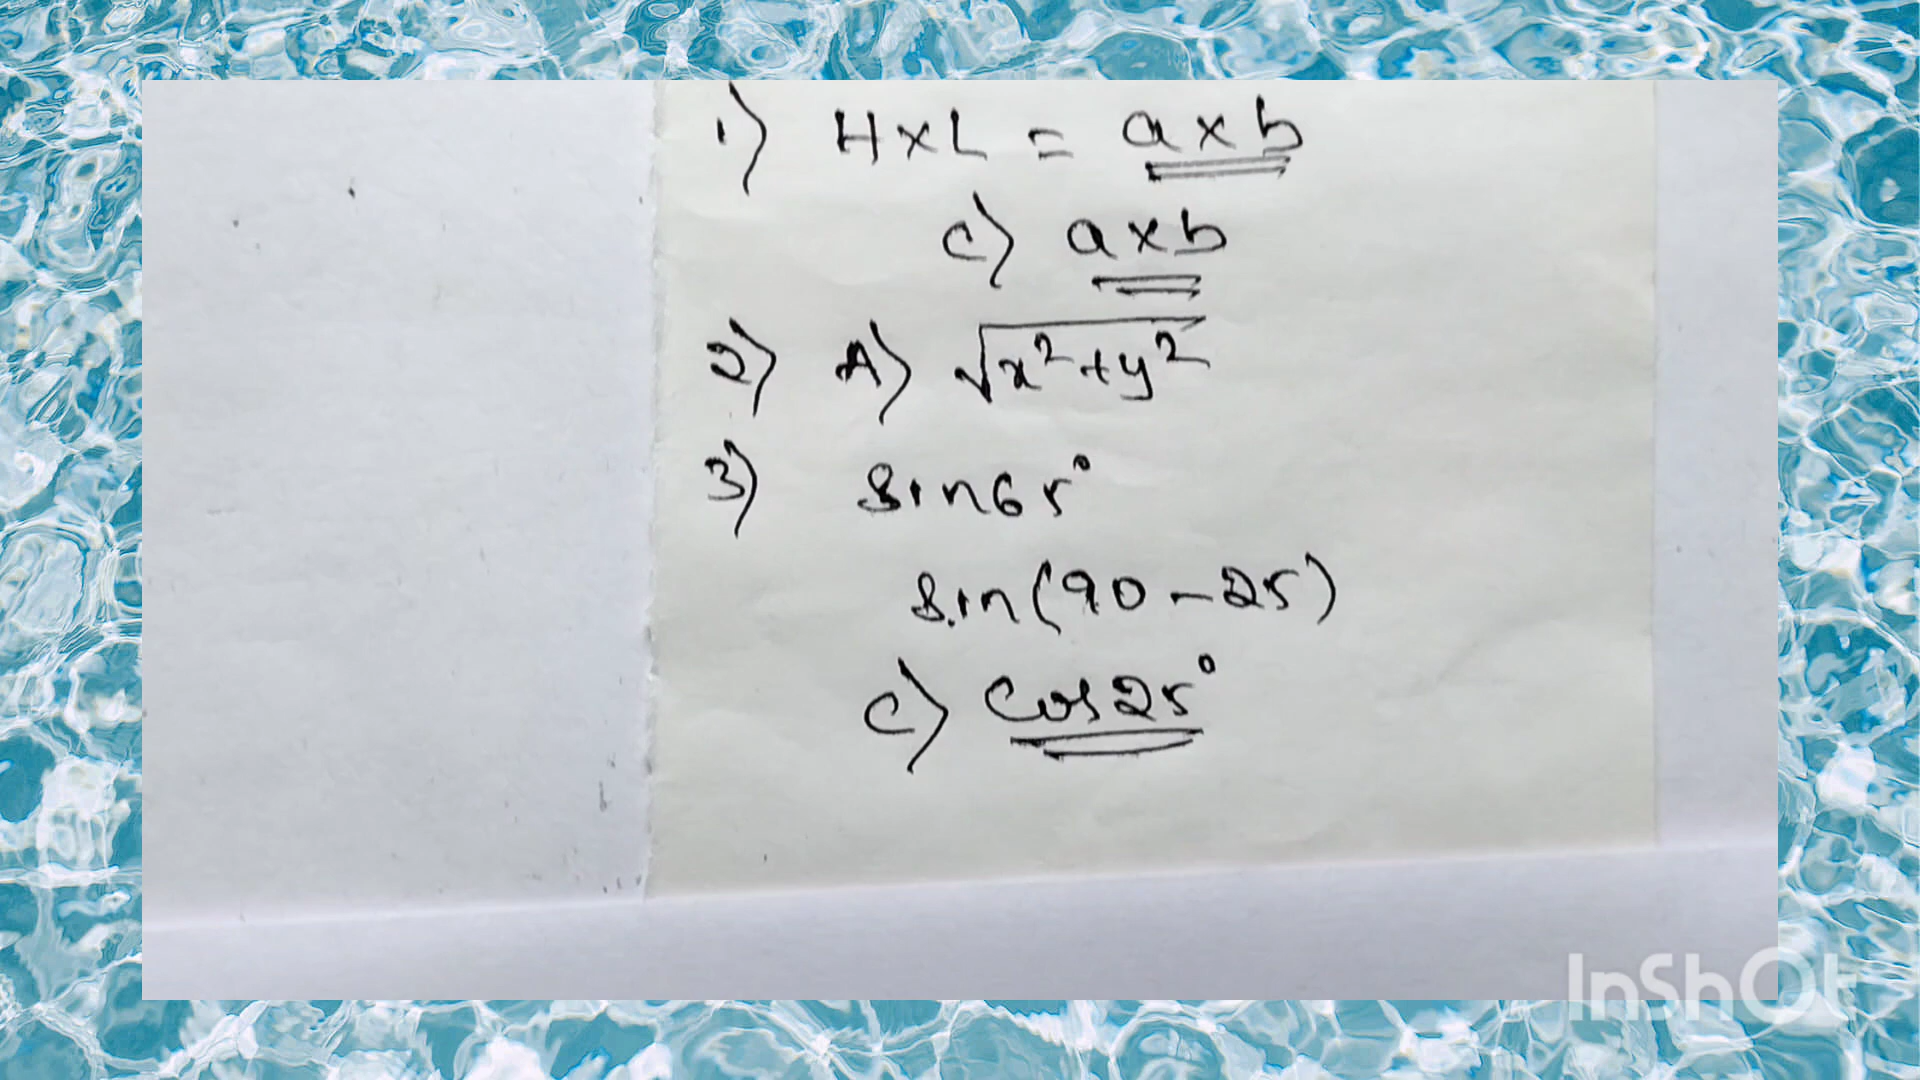 1) H×L = a×b
C) a×b
2) A) √x²+y²
3) Sin65°
Sin(90-25)
C) Cos25°
InShOt